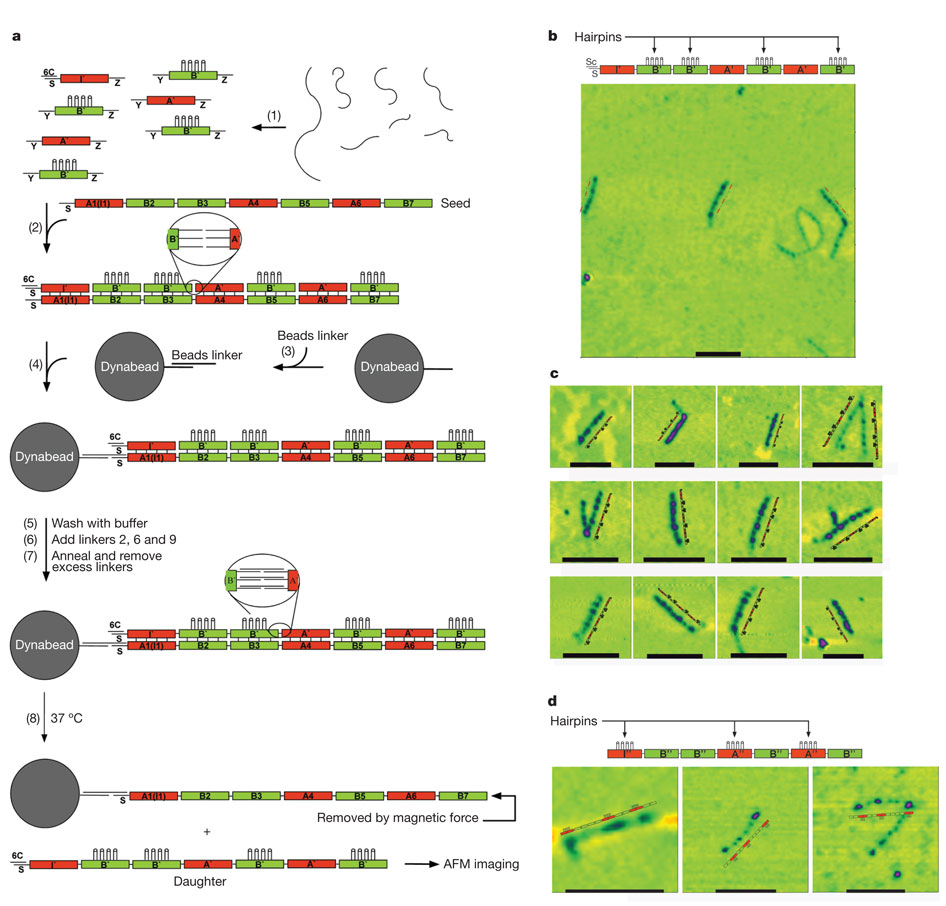 a
6C
S
I'
Z
Y
B'
Z
Y
B'
Z
Y
A'
Z
Y
B'
Z
Y
A'
Z
Y
B'
Z
(1)
S
A1(I1)
B2
B3
A4
B5
A6
B7
Seed
(2)
B'
A'
6C
S
I'
B'
B'
A'
B'
A'
B'
S
A1(I1)
B2
B3
A4
B5
A6
B7
(4)
Dynabead
Beads linker
Beads linker
(3)
Dynabead
Dynabead
6C
S
I'
B'
B'
A'
B'
A'
B'
S
A1(I1)
B2
B3
A4
B5
A6
B7
(5) Wash with buffer
(6) Add linkers 2, 6 and 9
(7) Anneal and remove
excess linkers
B'
A'
Dynabead
6C
S
I'
B'
B'
A'
B'
A'
B'
S
A1(I1)
B2
B3
A4
B5
A6
B7
(8) 37 ºC
S
A1(I1)
B2
B3
A4
B5
A6
B7
Removed by magnetic force
+
6C
S
I'
B'
B'
A'
B'
A'
B'
AFM imaging
Daughter
b
Hairpins
Sc
S
I'
B'
B'
A'
B'
A'
B'
c
d
Hairpins
I''
B''
B''
A''
B''
A''
B''